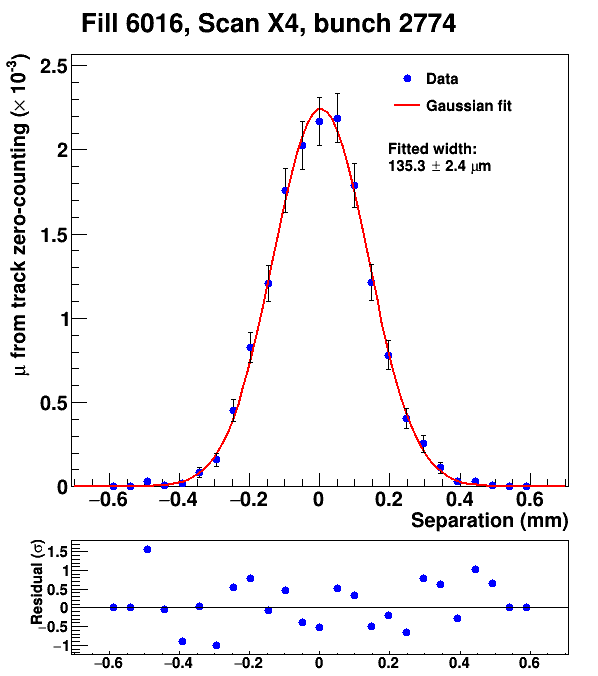 Fill 6016, Scan X4, bunch 2774
μ from track zero-counting (× 10⁻³)
2.5
2
1.5
1
0.5
0
Data
Gaussian fit
Fitted width:
135.3 ± 2.4 μm
−0.6 −0.4 −0.2 0 0.2 0.4 0.6
Separation (mm)
Residual (σ)
1.5
1
0.5
0
−0.5
−1
−0.6 −0.4 −0.2 0 0.2 0.4 0.6